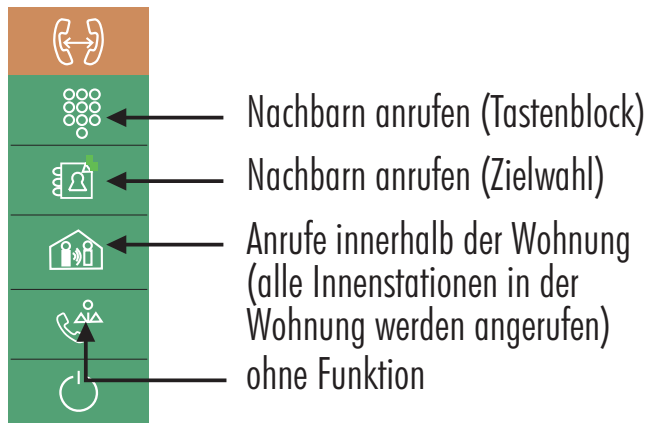 Nachbarn anrufen (Tastenblock)
Nachbarn anrufen (Zielwahl)
Anrufe innerhalb der Wohnung
(alle Innenstationen in der
Wohnung werden angerufen)
ohne Funktion